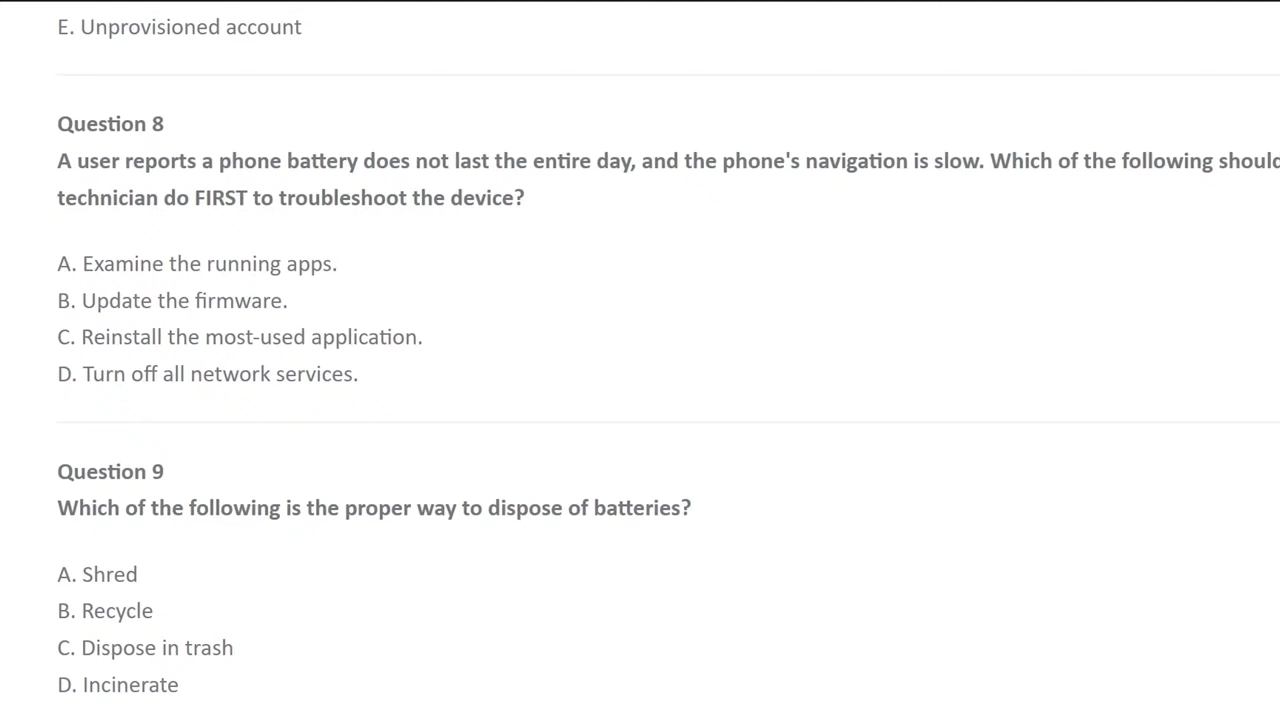 E. Unprovisioned account
Question 8
A user reports a phone battery does not last the entire day, and the phone's navigation is slow. Which of the following should
technician do FIRST to troubleshoot the device?
A. Examine the running apps.
B. Update the firmware.
C. Reinstall the most-used application.
D. Turn off all network services.
Question 9
Which of the following is the proper way to dispose of batteries?
A. Shred
B. Recycle
C. Dispose in trash
D. Incinerate